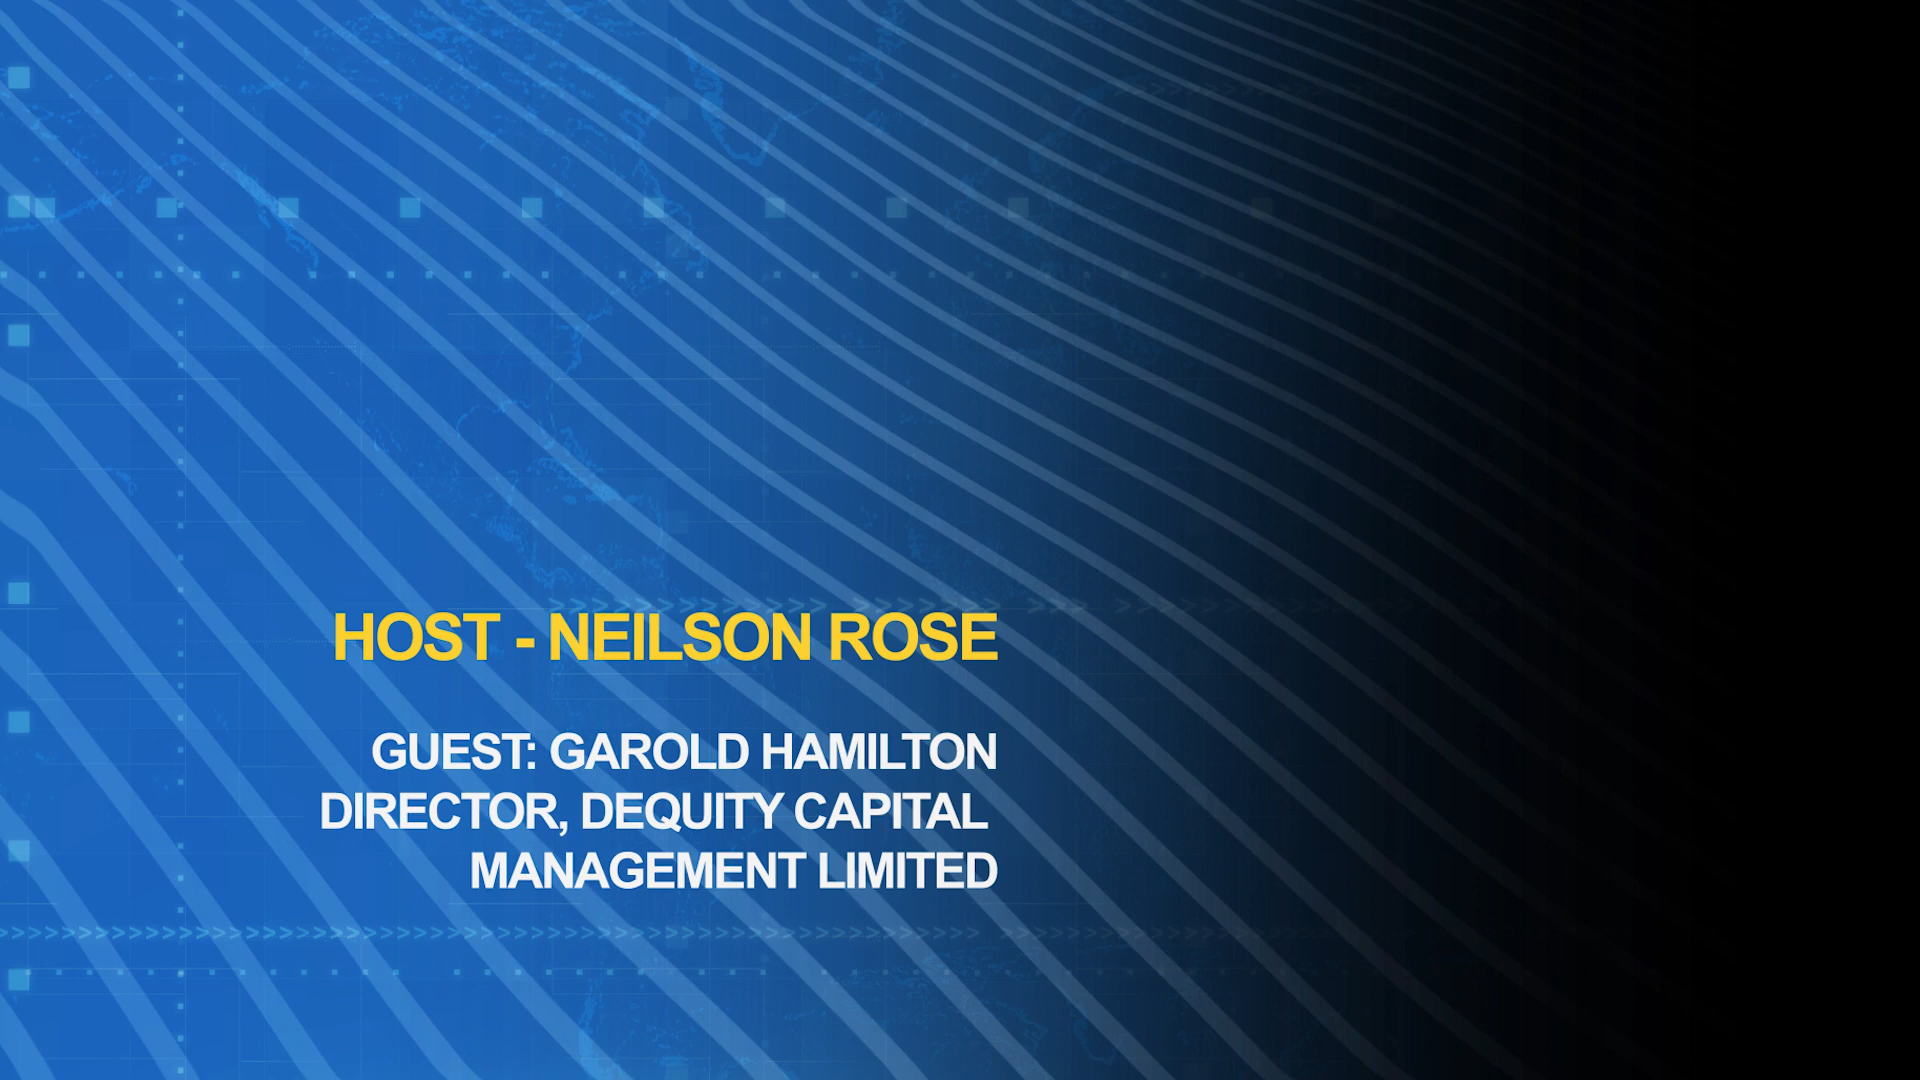 HOST - NEILSON ROSE
GUEST: GAROLD HAMILTON
DIRECTOR, DEQUITY CAPITAL
MANAGEMENT LIMITED